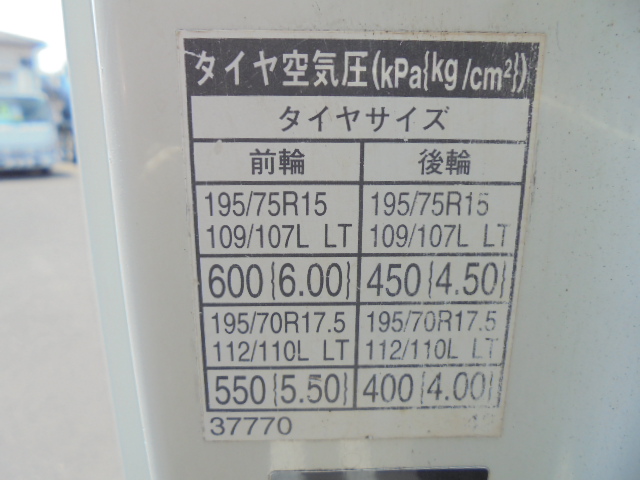 タイヤ空気圧(kPa{kg/cm²})
タイヤサイズ
前輪 後輪
195/75R15 195/75R15
109/107L LT 109/107L LT
600{6.00} 450{4.50}
195/70R17.5 195/70R17.5
112/110L LT 112/110L LT
550{5.50} 400{4.00}
37770